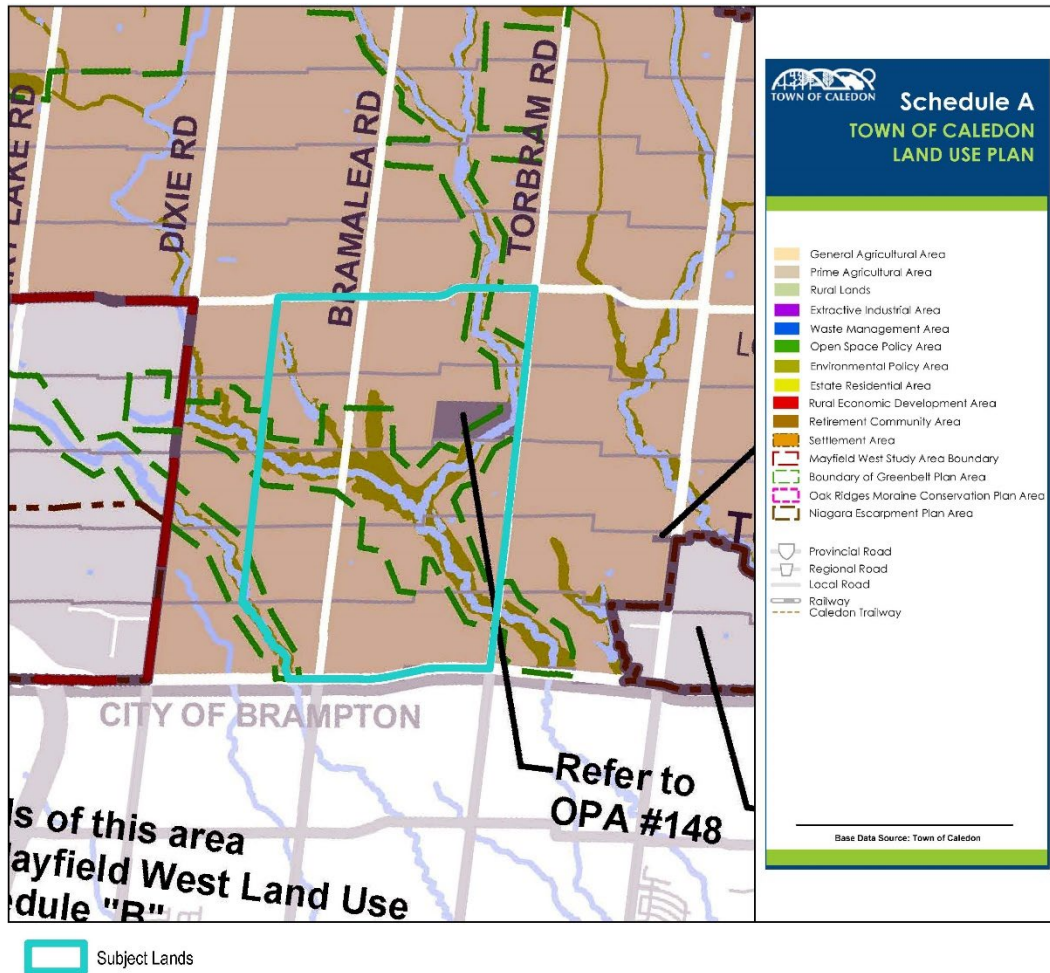 LAKE RD
DIXIE RD
BRAMALEA RD
TORBRAM RD
CITY OF BRAMPTON
Refer to
OPA #148
of this area
Mayfield West Land Use
"B"
TOWN OF CALEDON
Schedule A
TOWN OF CALEDON
LAND USE PLAN
General Agricultural Area
Prime Agricultural Area
Rural Lands
Extractive Industrial Area
Waste Management Area
Open Space Policy Area
Environmental Policy Area
Estate Residential Area
Rural Economic Development Area
Retirement Community Area
Settlement Area
Mayfield West Study Area Boundary
Boundary of Greenbelt Plan Area
Oak Ridges Moraine Conservation Plan Area
Niagara Escarpment Plan Area
Provincial Road
Regional Road
Local Road
Railway
Caledon Trailway
Base Data Source: Town of Caledon
Subject Lands